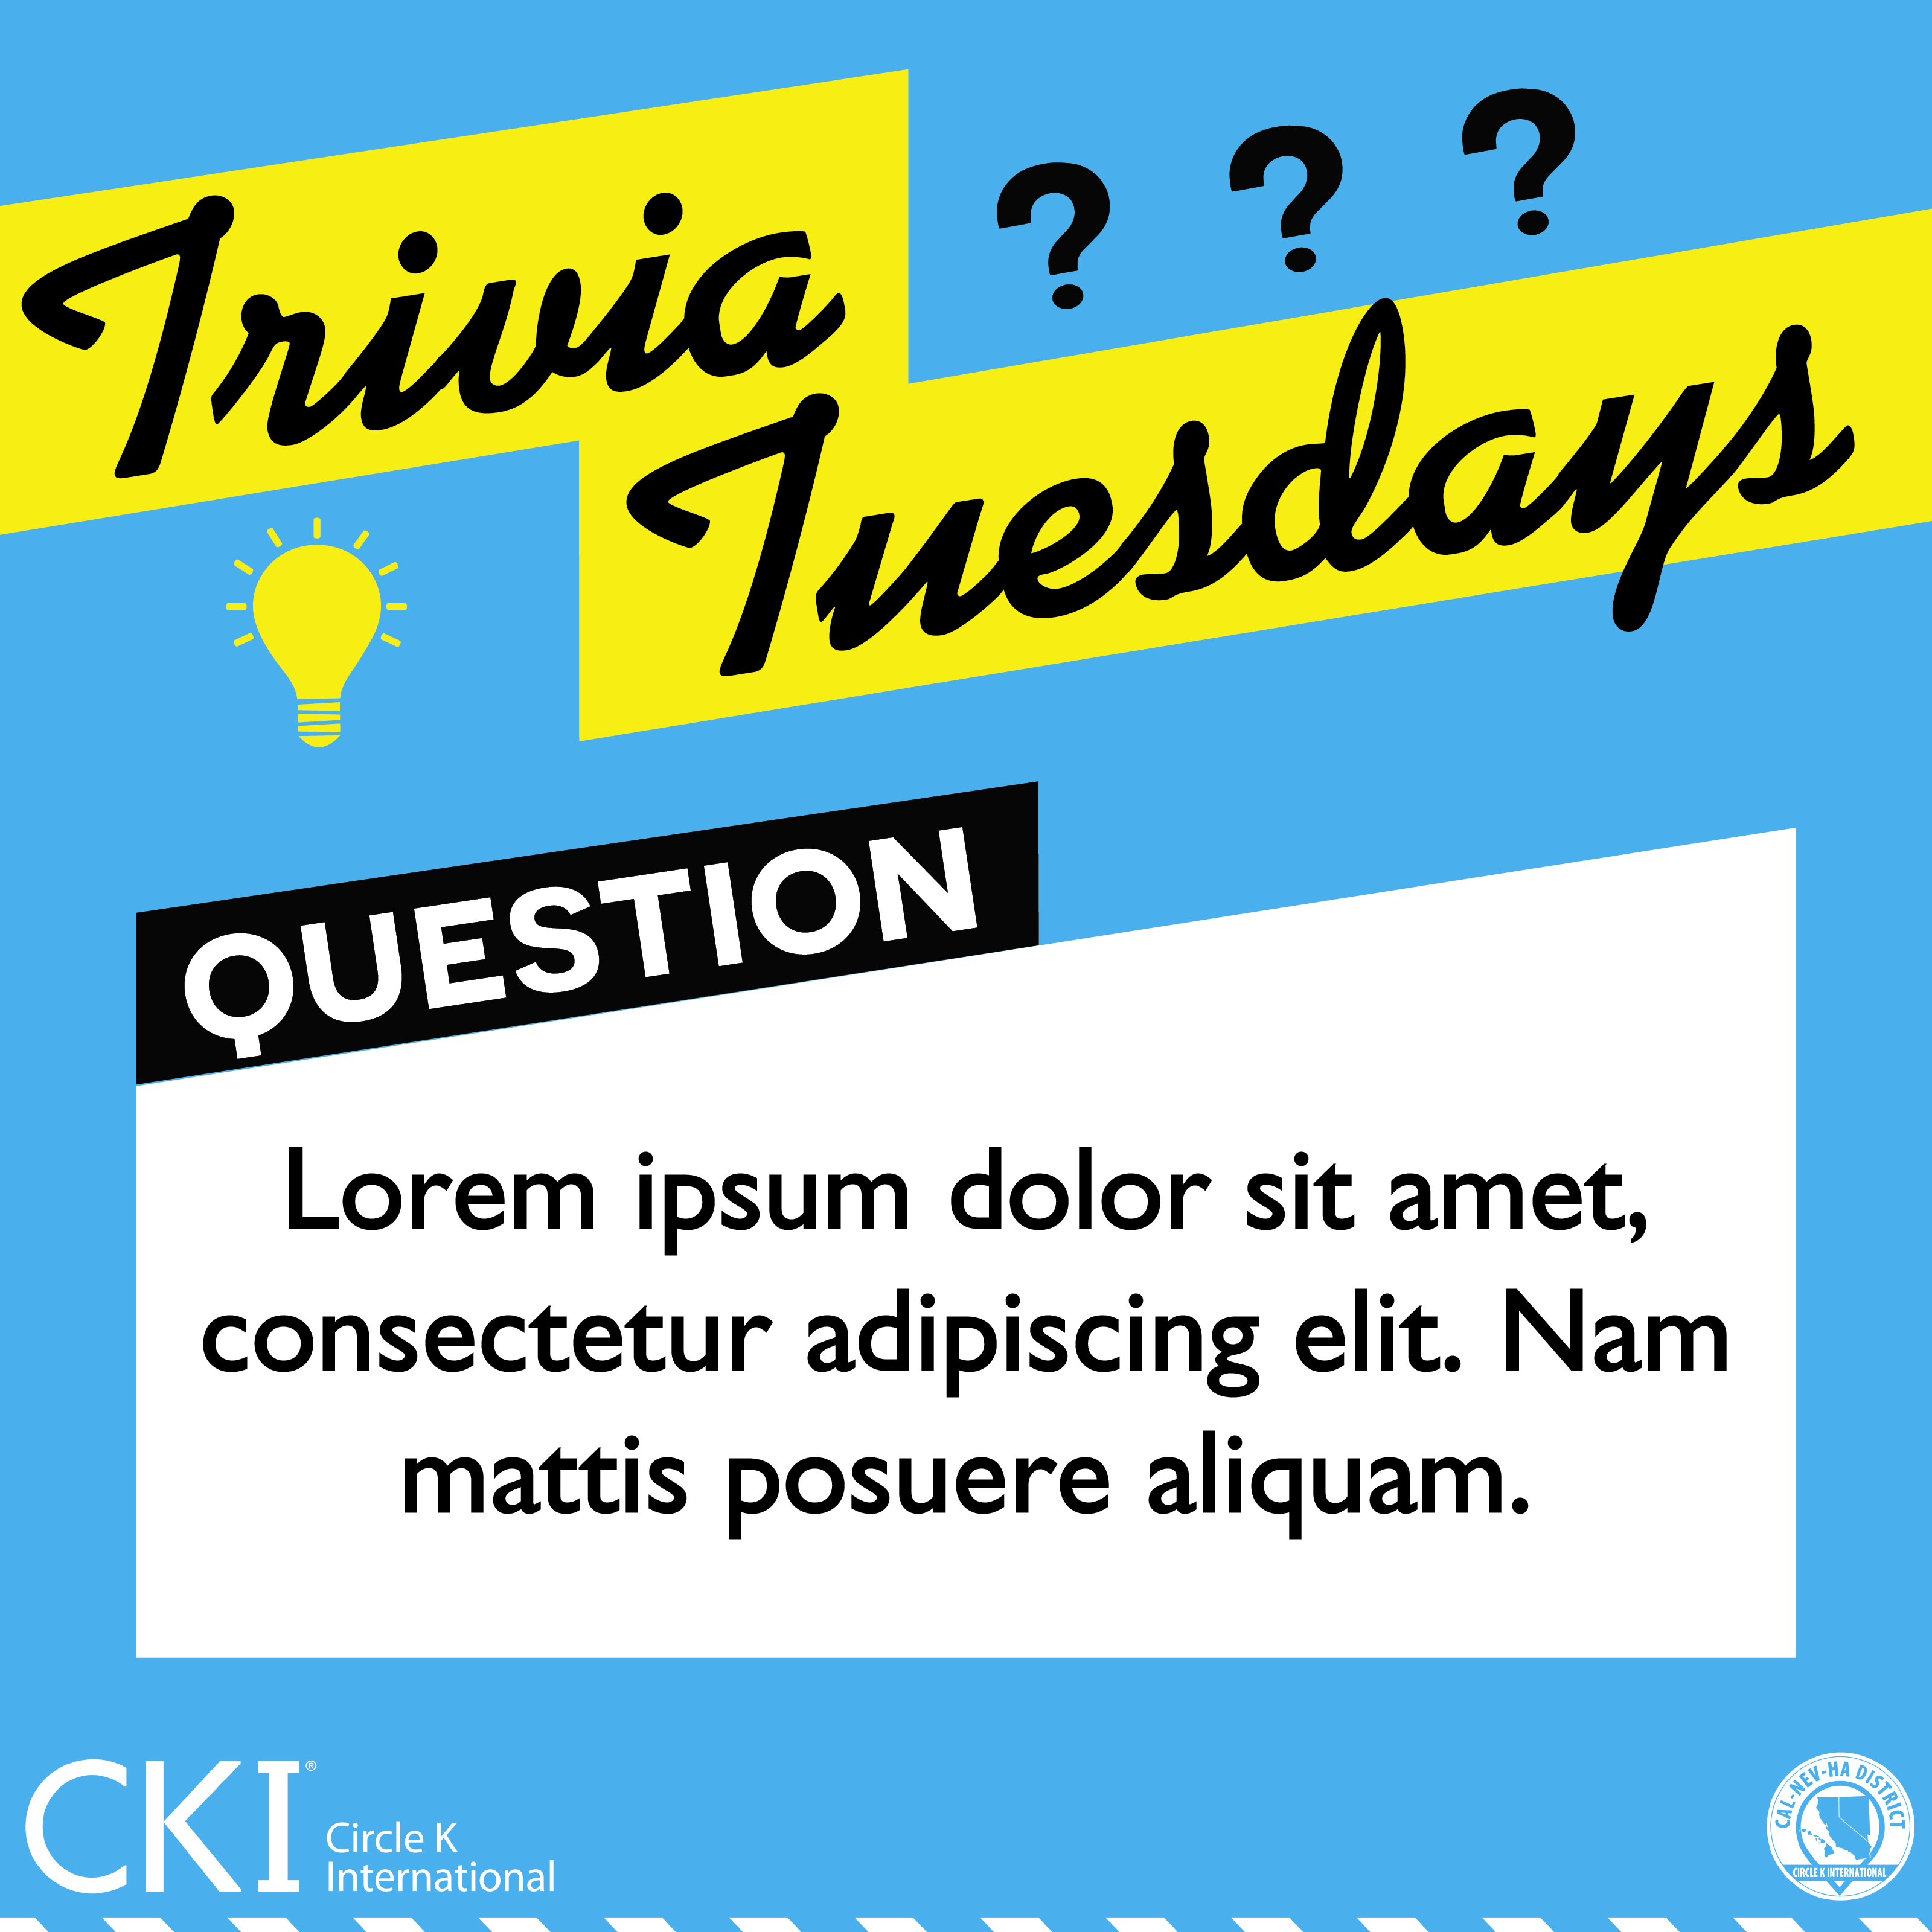 Trivia
? ? ?
Tuesdays
QUESTION
Lorem ipsum dolor sit amet,
consectetur adipiscing elit. Nam
mattis posuere aliquam.
CKI®
Circle K
International
CAL-NEV-HA DISTRICT
CIRCLE K INTERNATIONAL